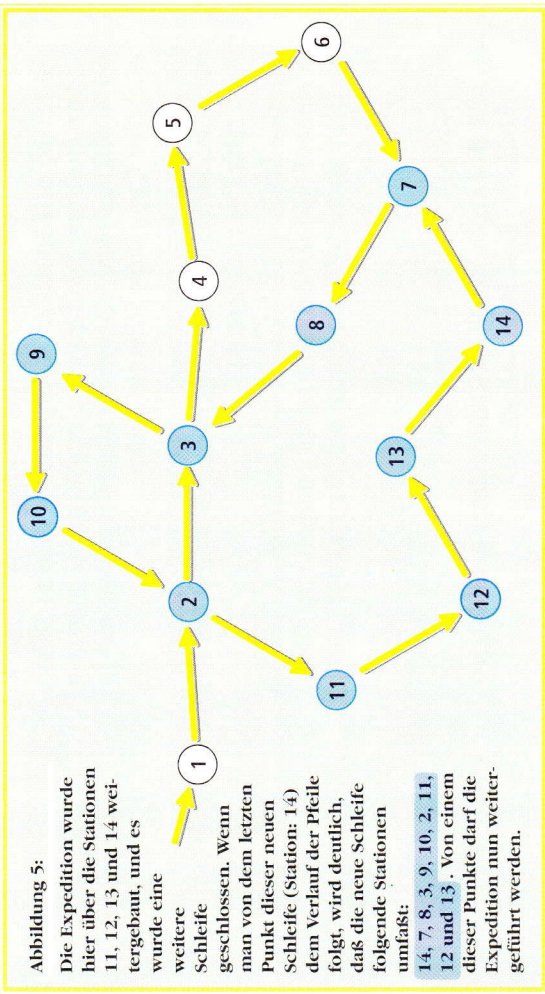 Abbildung 5:
Die Expedition wurde
hier über die Stationen
11, 12, 13 und 14 wei-
tergebaut, und es
wurde eine
weitere
Schleife
geschlossen. Wenn
man von dem letzten
Punkt dieser neuen
Schleife (Station: 14)
dem Verlauf der Pfeile
folgt, wird deutlich,
daß die neue Schleife
folgende Stationen
umfaßt:
14, 7, 8, 3, 9, 10, 2, 11,
12 und 13 . Von einem
dieser Punkte darf die
Expedition nun weiter-
geführt werden.
1
2
3
4
5
6
7
8
9
10
11
12
13
14